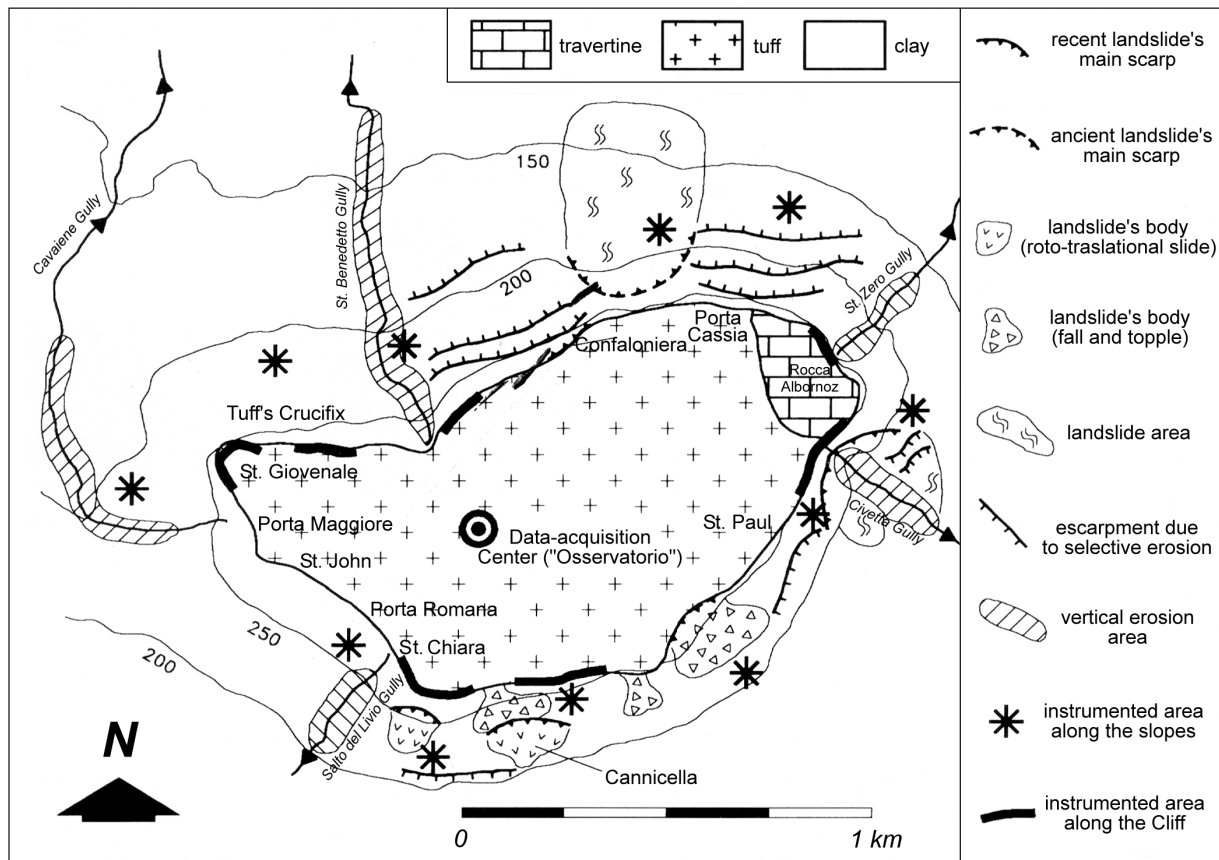 travertine
tuff
clay
recent landslide's
main scarp
ancient landslide's
main scarp
landslide's body
(roto-traslational slide)
landslide's body
(fall and topple)
landslide area
escarpment due
to selective erosion
vertical erosion
area
instrumented area
along the slopes
instrumented area
along the Cliff
150
Cavaiene Gully
St. Benedetto Gully
200
St. Zero Gully
Porta
Cassia
Confaloniera
Rocca
Albornoz
Tuff's Crucifix
St. Giovenale
Porta Maggiore
St. John
Data-acquisition
Center ("Osservatorio")
St. Paul
Civetta Gully
Porta Romana
St. Chiara
250
200
Salto del Livio Gully
Cannicella
N
0
1 km